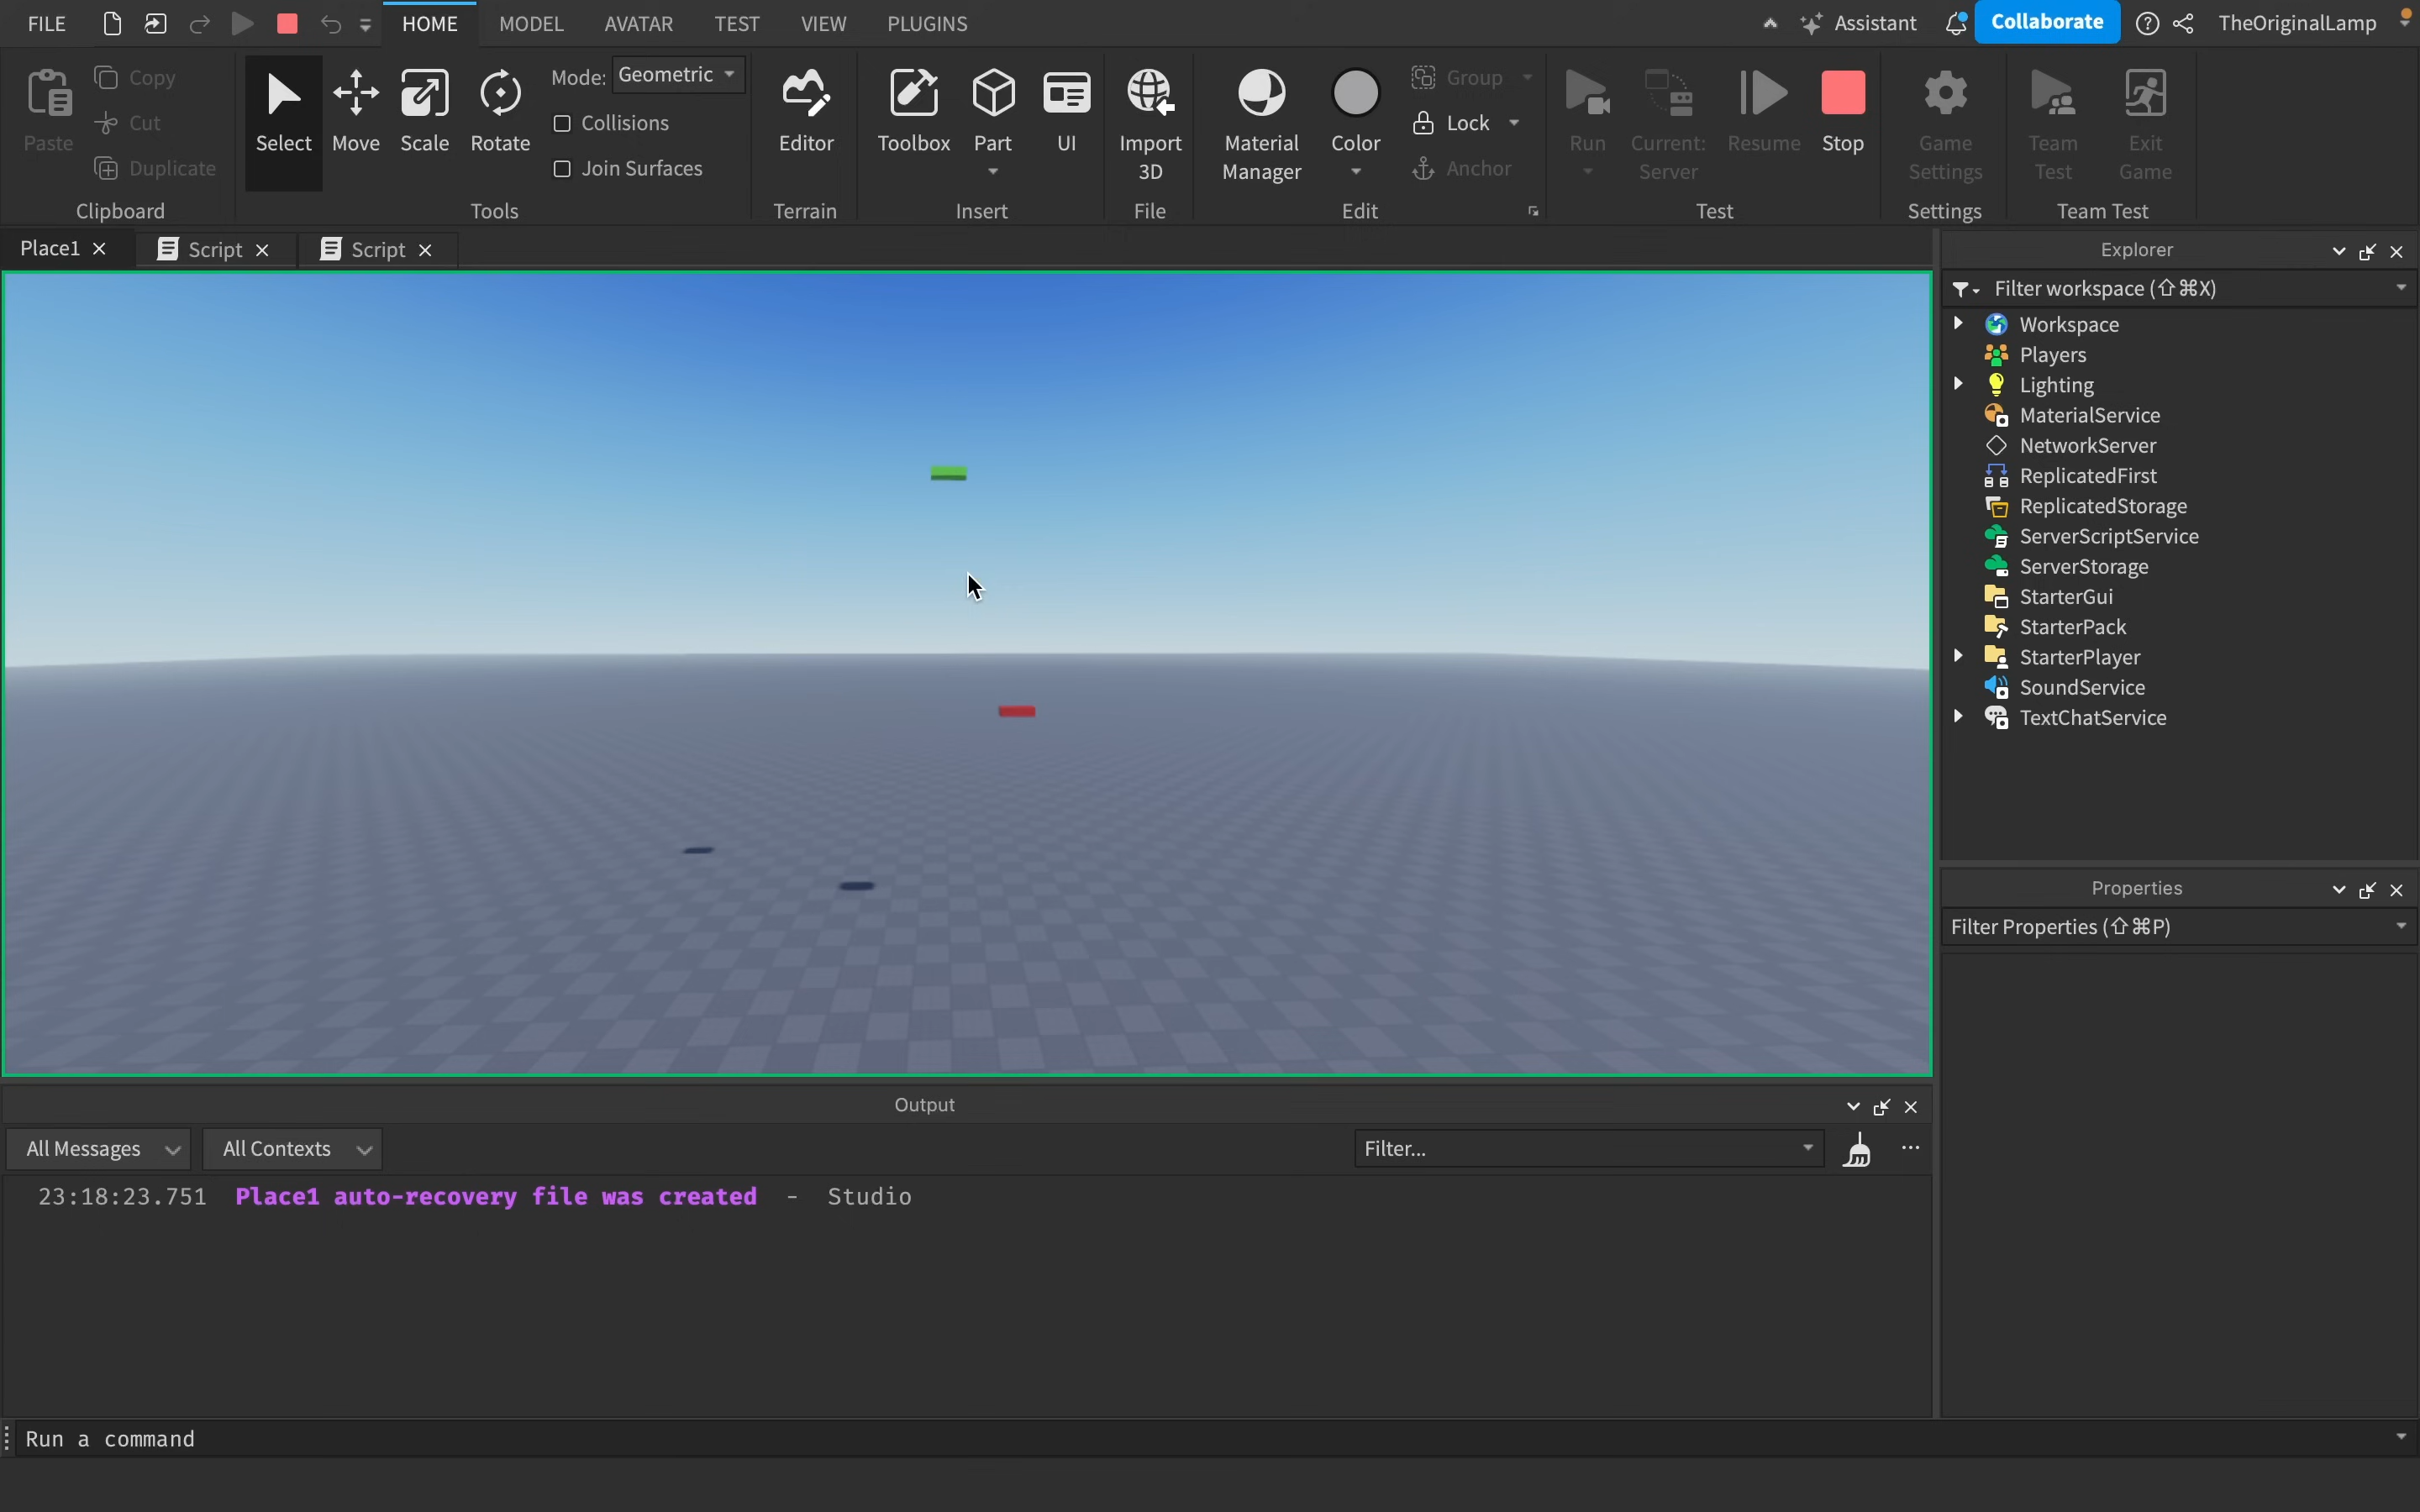 FILE HOME MODEL AVATAR TEST VIEW PLUGINS Assistant Collaborate TheOriginalLamp
Paste Copy Cut Duplicate
Clipboard
Select Move Scale Rotate
Mode: Geometric
Collisions
Join Surfaces
Tools
Editor
Terrain
Toolbox Part UI
Insert
Import
3D
File
Material
Manager
Color
Group
Lock
Anchor
Edit
Run
Current:
Server
Resume Stop
Test
Game
Settings
Settings
Team
Test
Exit
Game
Team Test
Place1 Script Script
Explorer
Filter workspace (⇧⌘X)
Workspace
Players
Lighting
MaterialService
NetworkServer
ReplicatedFirst
ReplicatedStorage
ServerScriptService
ServerStorage
StarterGui
StarterPack
StarterPlayer
SoundService
TextChatService
Properties
Filter Properties (⇧⌘P)
Output
All Messages All Contexts Filter...
23:18:23.751 Place1 auto-recovery file was created - Studio
Run a command